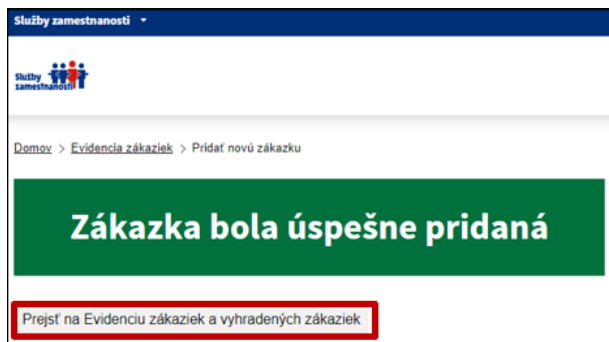 Služby zamestnanosti
Služby
zamestnanosti
Domov > Evidencia zákaziek > Pridať novú zákazku
Zákazka bola úspešne pridaná
Prejsť na Evidenciu zákaziek a vyhradených zákaziek